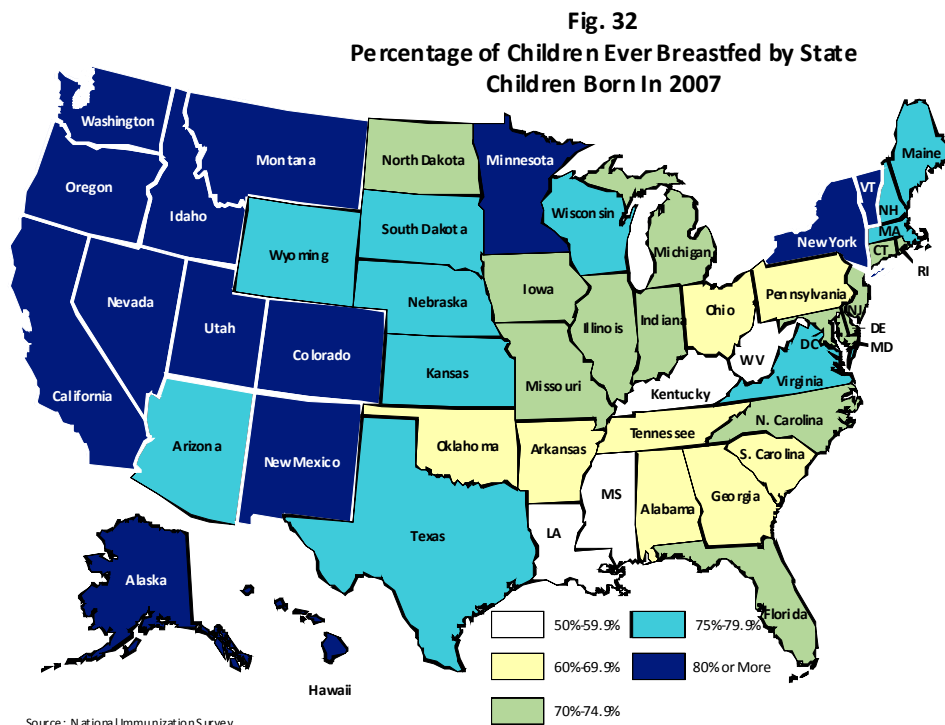 Fig. 32
Percentage of Children Ever Breastfed by State
Children Born In 2007
Washington
Montana
North Dakota
Minnesota
Maine
Oregon
Idaho
Wisconsin
VT
NH
South Dakota
MA
Wyoming
New York
CT
Michigan
RI
Nebraska
Iowa
Pennsylvania
Nevada
Ohio
NJ
Utah
Illinois
Indiana
Colorado
DE
DC
MD
WV
Kansas
Missouri
Virginia
California
Kentucky
N. Carolina
Tennessee
Oklahoma
Arkansas
Arizona
New Mexico
S. Carolina
MS
Georgia
Alabama
LA
Texas
Alaska
Florida
50%-59.9%
75%-79.9%
60%-69.9%
80% or More
Hawaii
70%-74.9%
Source: National Immunization Survey